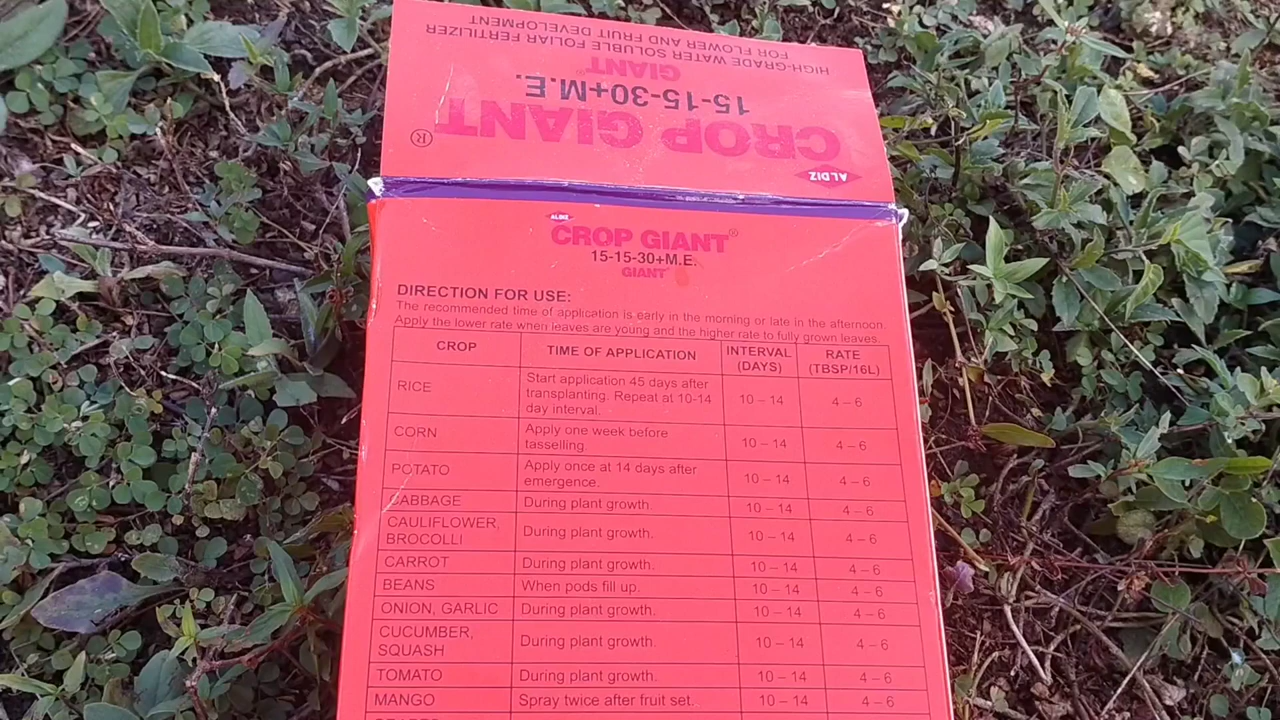 HIGH-GRADE WATER SOLUBLE FOLIAR FERTILIZER
FOR FLOWER AND FRUIT DEVELOPMENT
GIANT®
15-15-30+M.E.
CROP GIANT®
ALDIZ
ALDIZ
CROP GIANT®
15-15-30+M.E.
GIANT
DIRECTION FOR USE:
The recommended time of application is early in the morning or late in the afternoon.
Apply the lower rate when leaves are young and the higher rate to fully grown leaves.
CROP TIME OF APPLICATION INTERVAL (DAYS) RATE (TBSP/16L)
RICE Start application 45 days after
transplanting. Repeat at 10-14
day interval. 10 – 14 4 – 6
CORN Apply one week before
tasselling. 10 – 14 4 – 6
POTATO Apply once at 14 days after
emergence. 10 – 14 4 – 6
CABBAGE During plant growth. 10 – 14 4 – 6
CAULIFLOWER,
BROCOLLI During plant growth. 10 – 14 4 – 6
CARROT During plant growth. 10 – 14 4 – 6
BEANS When pods fill up. 10 – 14 4 – 6
ONION, GARLIC During plant growth. 10 – 14 4 – 6
CUCUMBER,
SQUASH During plant growth. 10 – 14 4 – 6
TOMATO During plant growth. 10 – 14 4 – 6
MANGO Spray twice after fruit set. 10 – 14 4 – 6